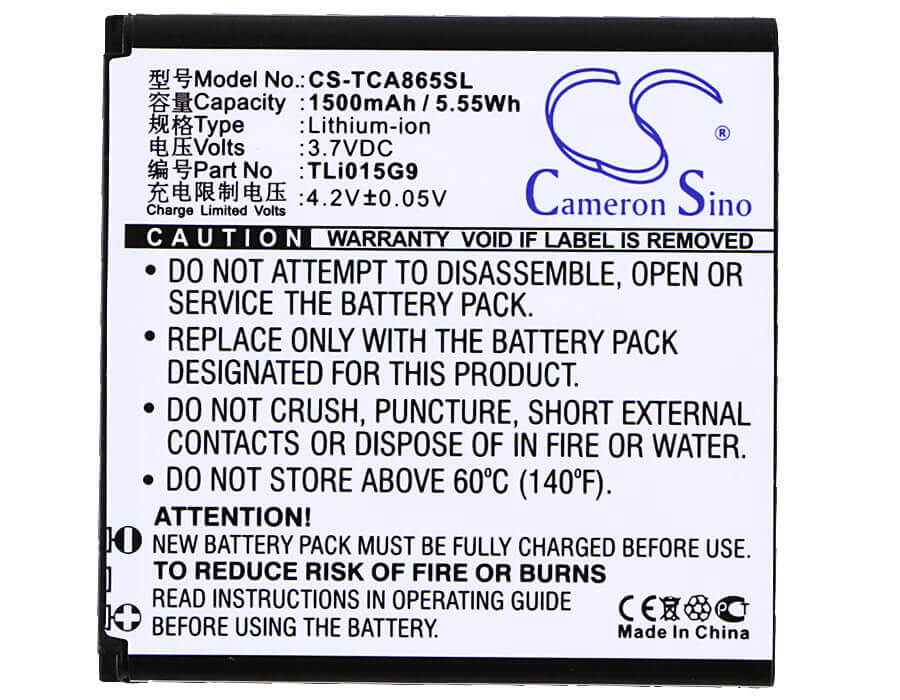 型号Model No.: CS-TCA865SL
容量Capacity : 1500mAh / 5.55Wh
规格Type : Lithium-ion
电压Volts : 3.7VDC
编号Part No : TLi015G9
充电限制电压 : 4.2V±0.05V
Charge Limited Volts
CS
®
Cameron Sino
CAUTION WARRANTY VOID IF LABEL IS REMOVED
• DO NOT ATTEMPT TO DISASSEMBLE, OPEN OR
SERVICE THE BATTERY PACK.
• REPLACE ONLY WITH THE BATTERY PACK
DESIGNATED FOR THIS PRODUCT.
• DO NOT CRUSH, PUNCTURE, SHORT EXTERNAL
CONTACTS OR DISPOSE OF IN FIRE OR WATER.
• DO NOT STORE ABOVE 60ºC (140ºF).
ATTENTION!
NEW BATTERY PACK MUST BE FULLY CHARGED BEFORE USE.
TO REDUCE RISK OF FIRE OR BURNS
READ INSTRUCTIONS IN OPERATING GUIDE
BEFORE USING THE BATTERY.
CE PCT
Made In China